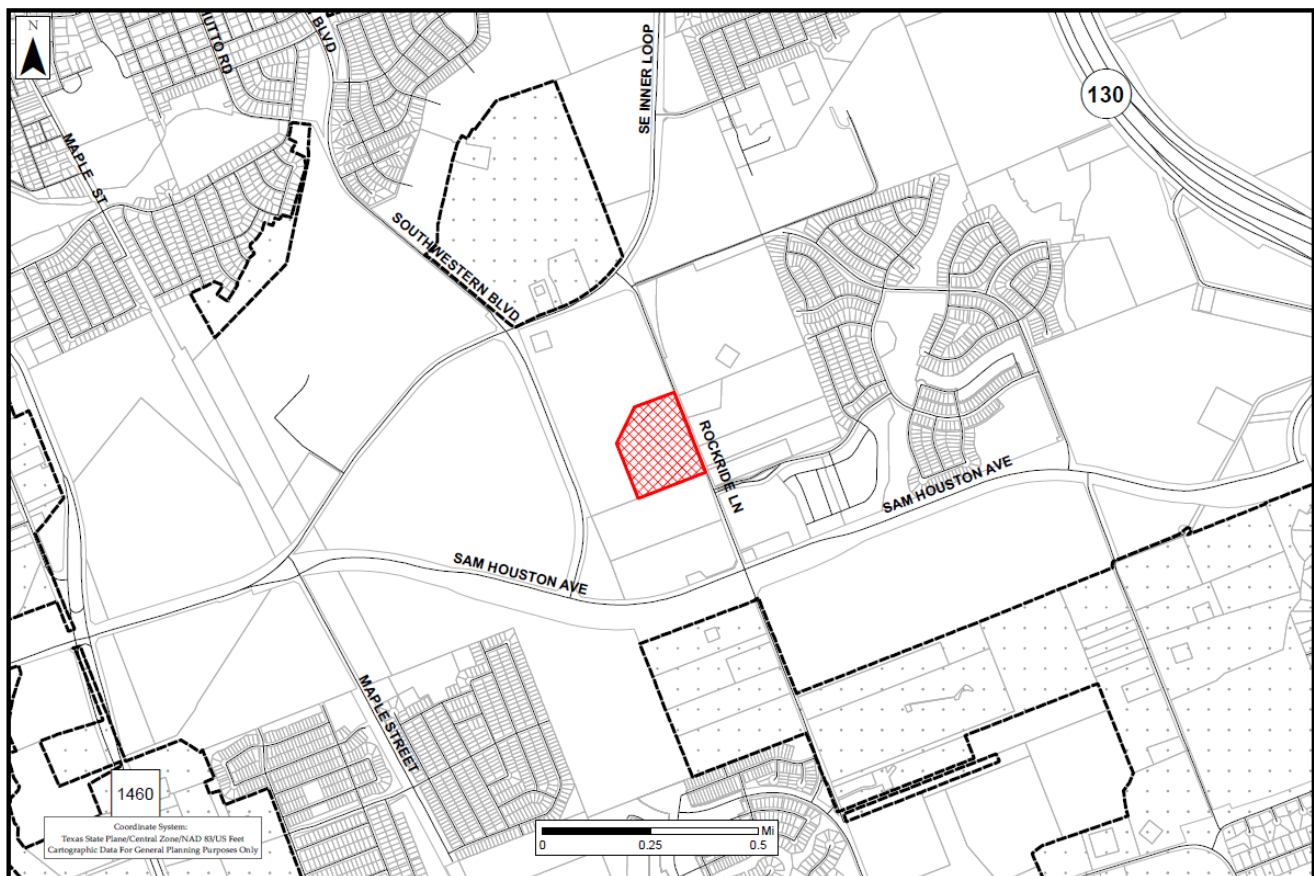 N
HUTTO RD
BLVD
SE INNER LOOP
130
MAPLE ST
SOUTHWESTERN BLVD
ROCKRIDE LN
SAM HOUSTON AVE
SAM HOUSTON AVE
MAPLE STREET
1460
Coordinate System:
Texas State Plane/Central Zone/NAD 83/US Feet
Cartographic Data For General Planning Purposes Only
Mi
0 0.25 0.5